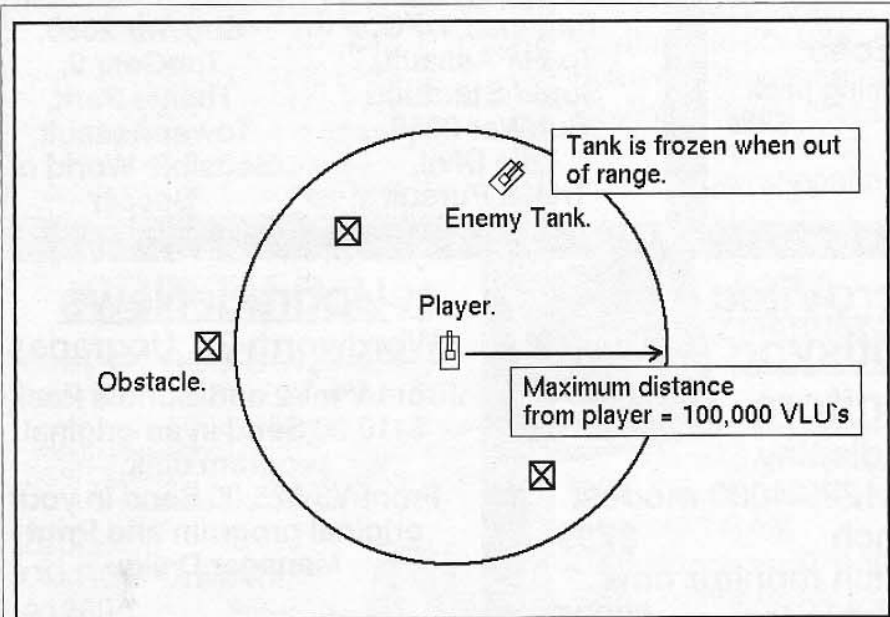 Tank is frozen when out
of range.
Enemy Tank.
Player.
Obstacle.
Maximum distance
from player = 100,000 VLU`s